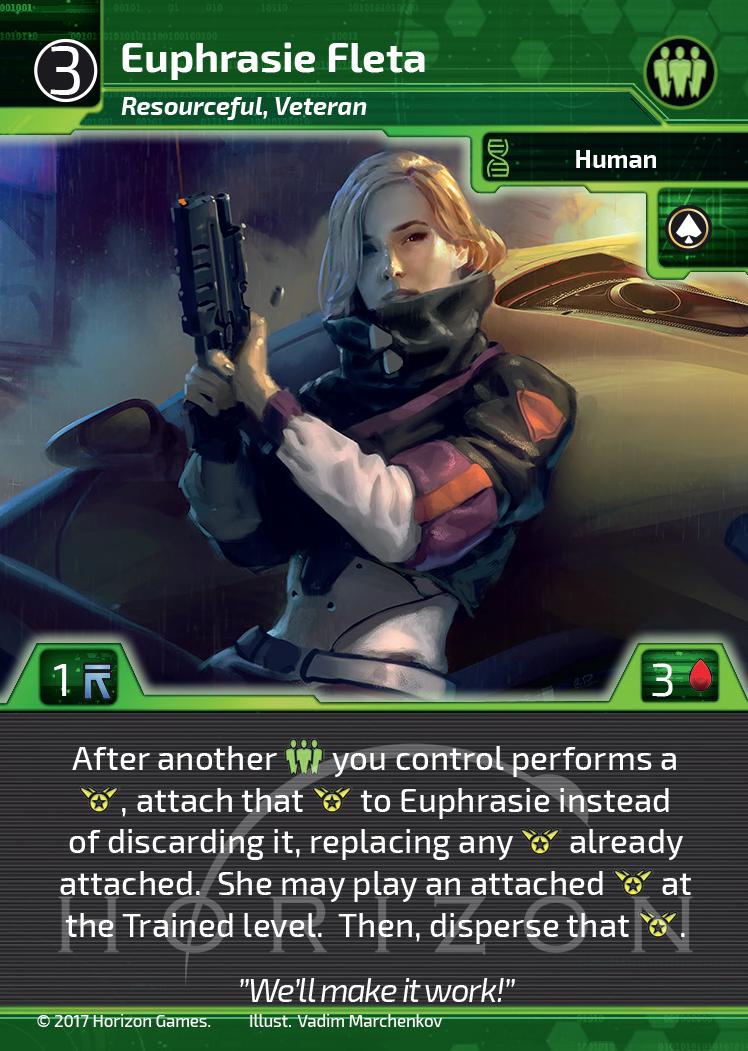 3
Euphrasie Fleta
Resourceful, Veteran
Human
1
3
After another you control performs a
, attach that to Euphrasie instead
of discarding it, replacing any already
attached. She may play an attached at
the Trained level. Then, disperse that .
HORIZON
"We'll make it work!"
© 2017 Horizon Games. Illust. Vadim Marchenkov